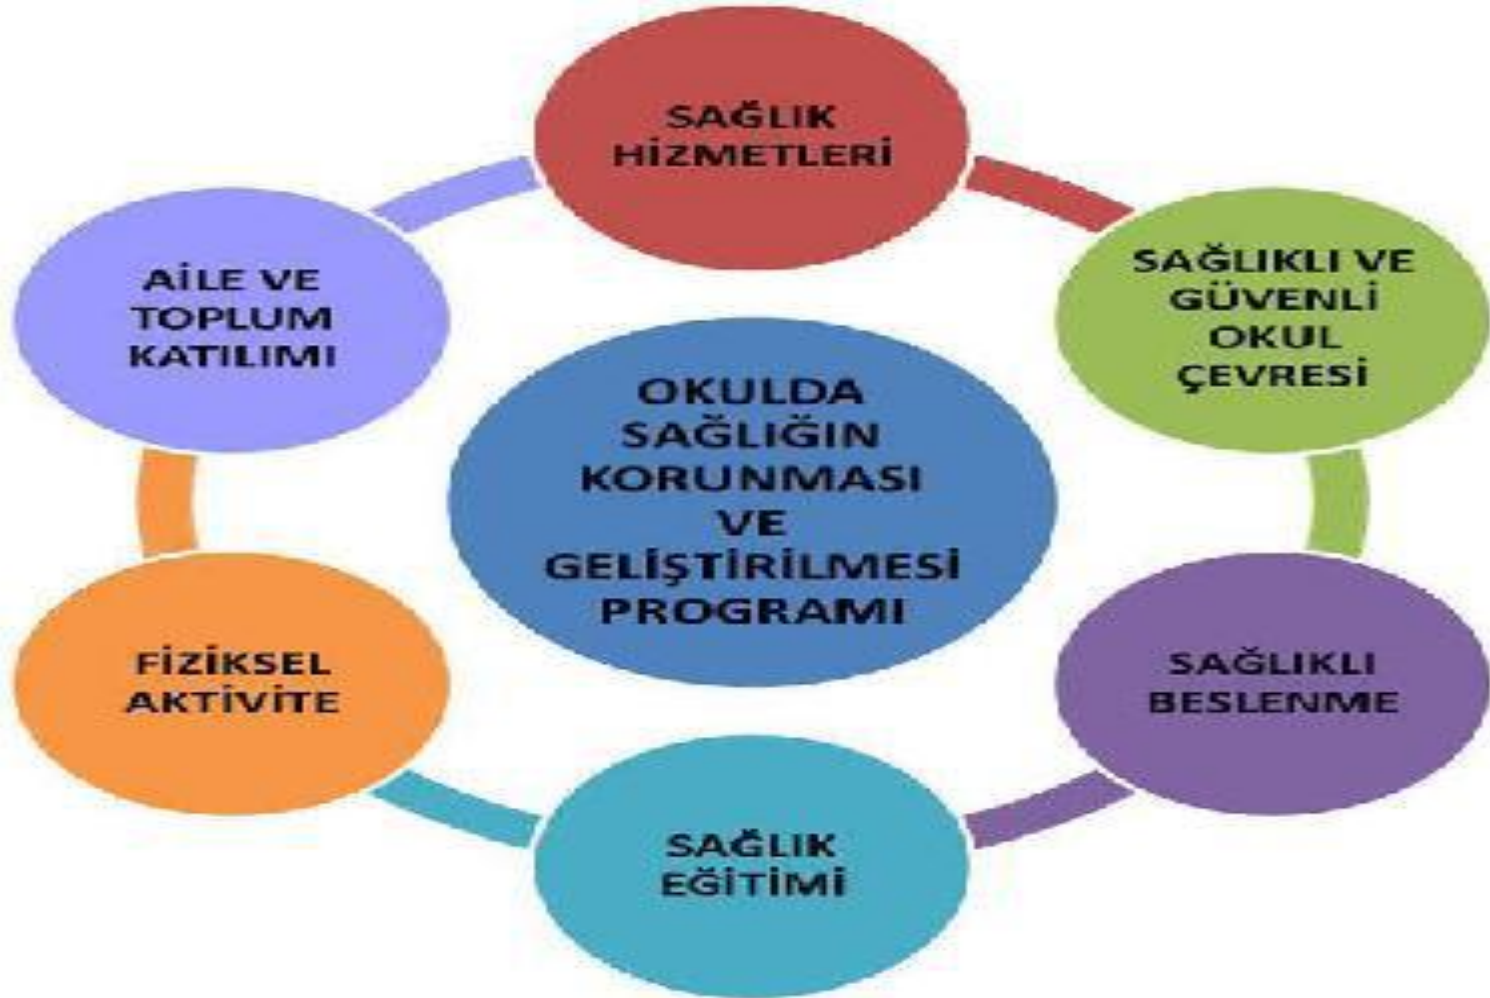 SAĞLIK
HİZMETLERİ
SAĞLIKLI VE
GÜVENLİ
OKUL
ÇEVRESİ
SAĞLIKLI
BESLENME
SAĞLIK
EĞİTİMİ
FİZİKSEL
AKTİVİTE
AİLE VE
TOPLUM
KATILIMI
OKULDA
SAĞLIĞIN
KORUNMASI
VE
GELİŞTİRİLMESİ
PROGRAMI